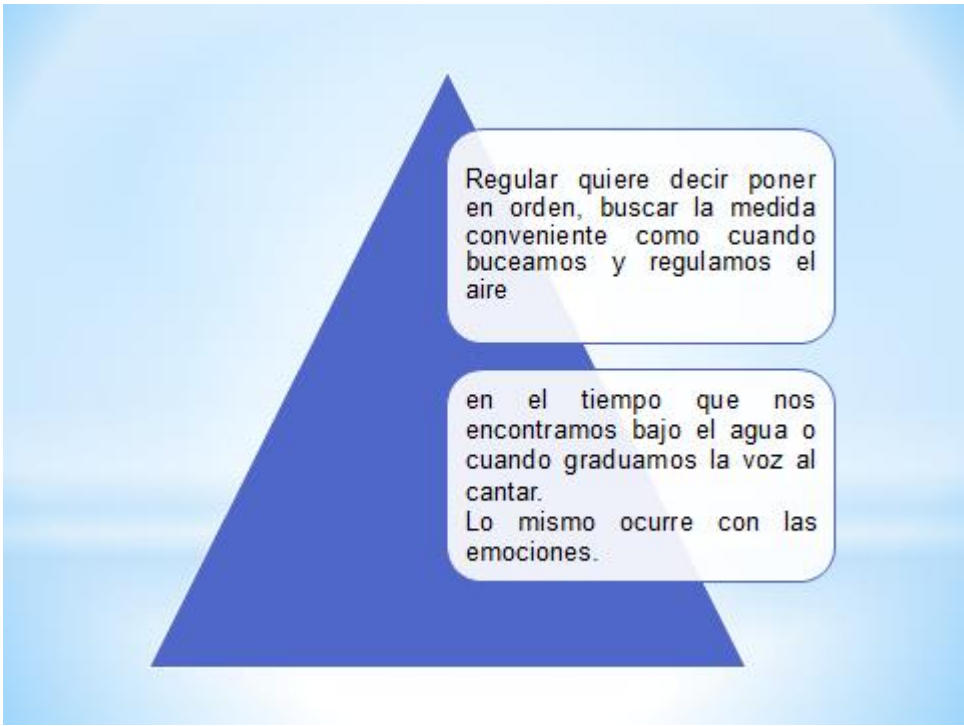 Regular quiere decir poner
en orden, buscar la medida
conveniente como cuando
buceamos y regulamos el
aire
en el tiempo que nos
encontramos bajo el agua o
cuando graduamos la voz al
cantar.
Lo mismo ocurre con las
emociones.